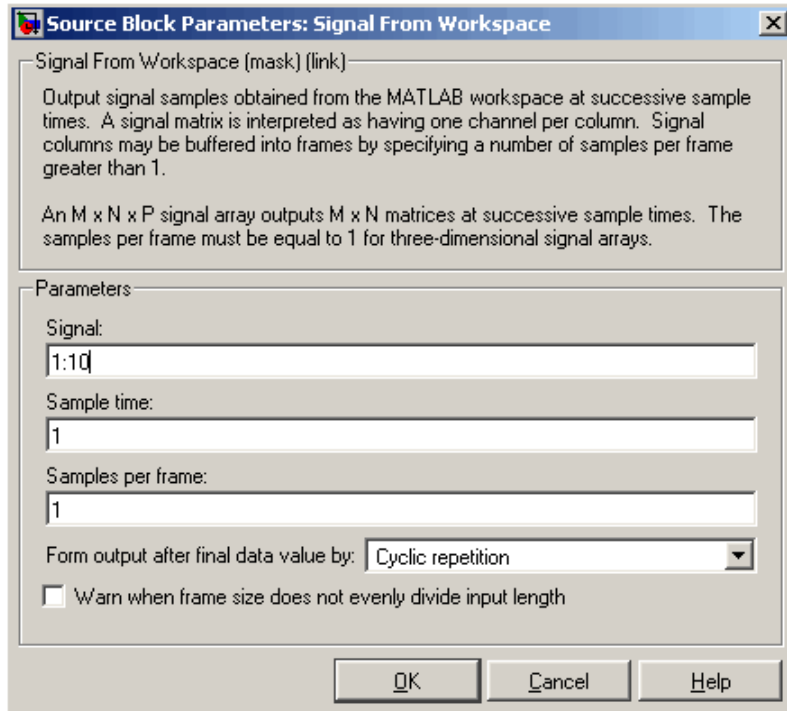 Source Block Parameters: Signal From Workspace
Signal From Workspace (mask) (link)
Output signal samples obtained from the MATLAB workspace at successive sample
times. A signal matrix is interpreted as having one channel per column. Signal
columns may be buffered into frames by specifying a number of samples per frame
greater than 1.
An M x N x P signal array outputs M x N matrices at successive sample times. The
samples per frame must be equal to 1 for three-dimensional signal arrays.
Parameters
Signal:
1:10
Sample time:
1
Samples per frame:
1
Form output after final data value by: Cyclic repetition
Warn when frame size does not evenly divide input length
OK Cancel Help